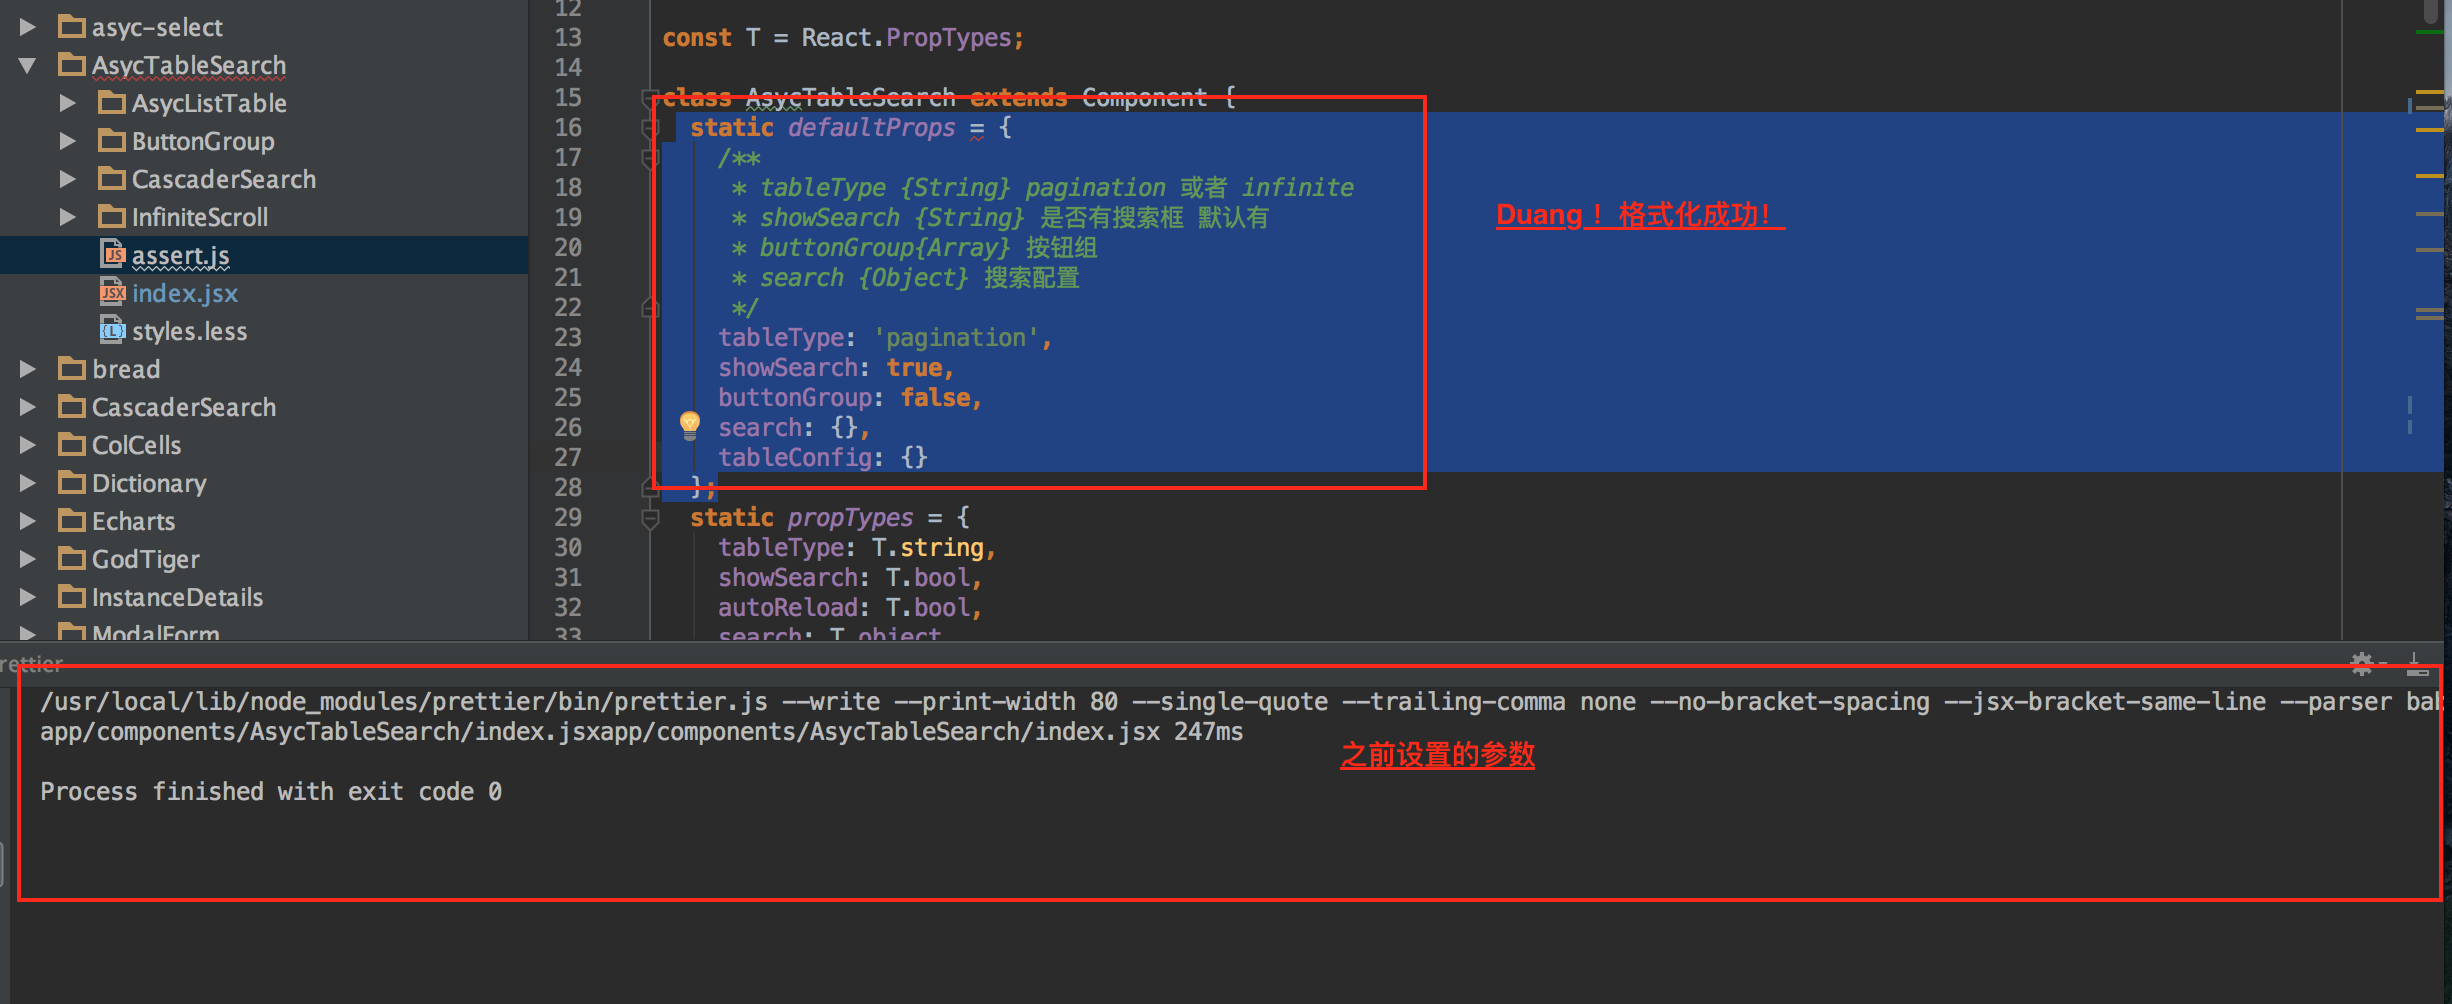 asyc-select
AsycTableSearch
AsycListTable
ButtonGroup
CascaderSearch
InfiniteScroll
assert.js
index.jsx
styles.less
bread
CascaderSearch
ColCells
Dictionary
Echarts
GodTiger
InstanceDetails
ModalForm
12
13 const T = React.PropTypes;
14
15 class AsycTableSearch extends Component {
16 static defaultProps = {
17 /**
18 * tableType {String} pagination 或者 infinite
19 * showSearch {String} 是否有搜索框 默认有
20 * buttonGroup{Array} 按钮组
21 * search {Object} 搜索配置
22 */
23 tableType: 'pagination',
24 showSearch: true,
25 buttonGroup: false,
26 search: {},
27 tableConfig: {}
28 };
29 static propTypes = {
30 tableType: T.string,
31 showSearch: T.bool,
32 autoReload: T.bool,
33 search: T.object
Duang！ 格式化成功！
rettier
/usr/local/lib/node_modules/prettier/bin/prettier.js --write --print-width 80 --single-quote --trailing-comma none --no-bracket-spacing --jsx-bracket-same-line --parser bab
app/components/AsycTableSearch/index.jsxapp/components/AsycTableSearch/index.jsx 247ms
之前设置的参数
Process finished with exit code 0